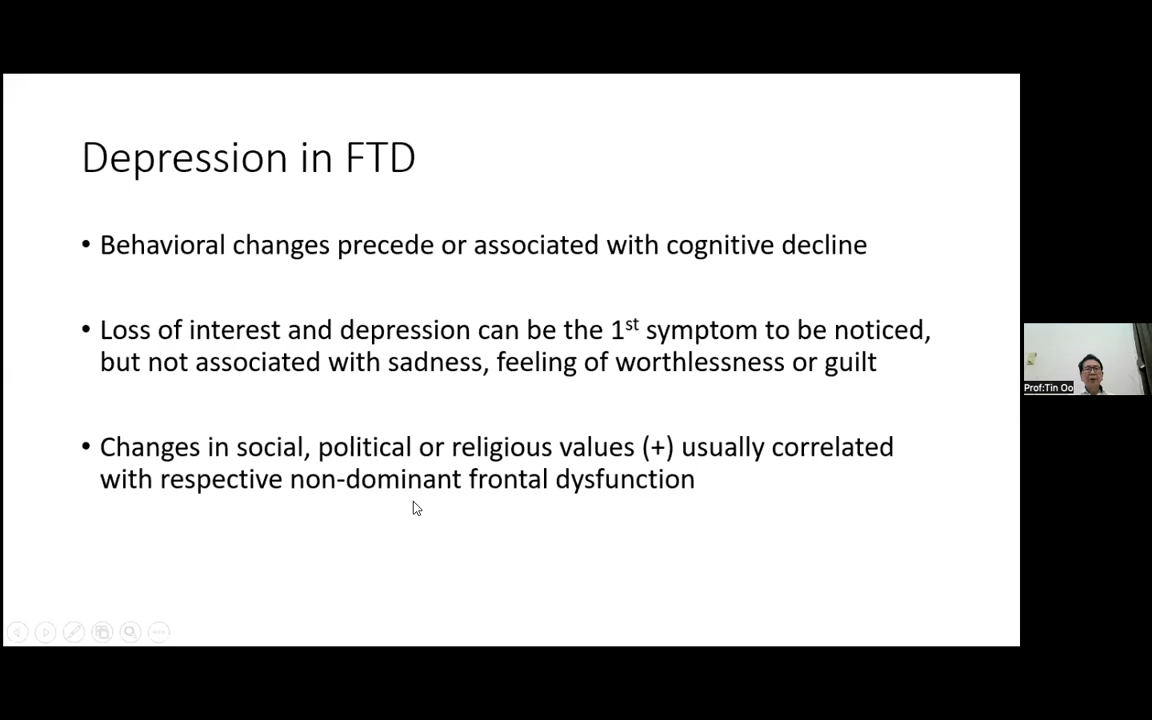 Depression in FTD
• Behavioral changes precede or associated with cognitive decline
• Loss of interest and depression can be the 1st symptom to be noticed,
but not associated with sadness, feeling of worthlessness or guilt
• Changes in social, political or religious values (+) usually correlated
with respective non-dominant frontal dysfunction
Prof:Tin Oo